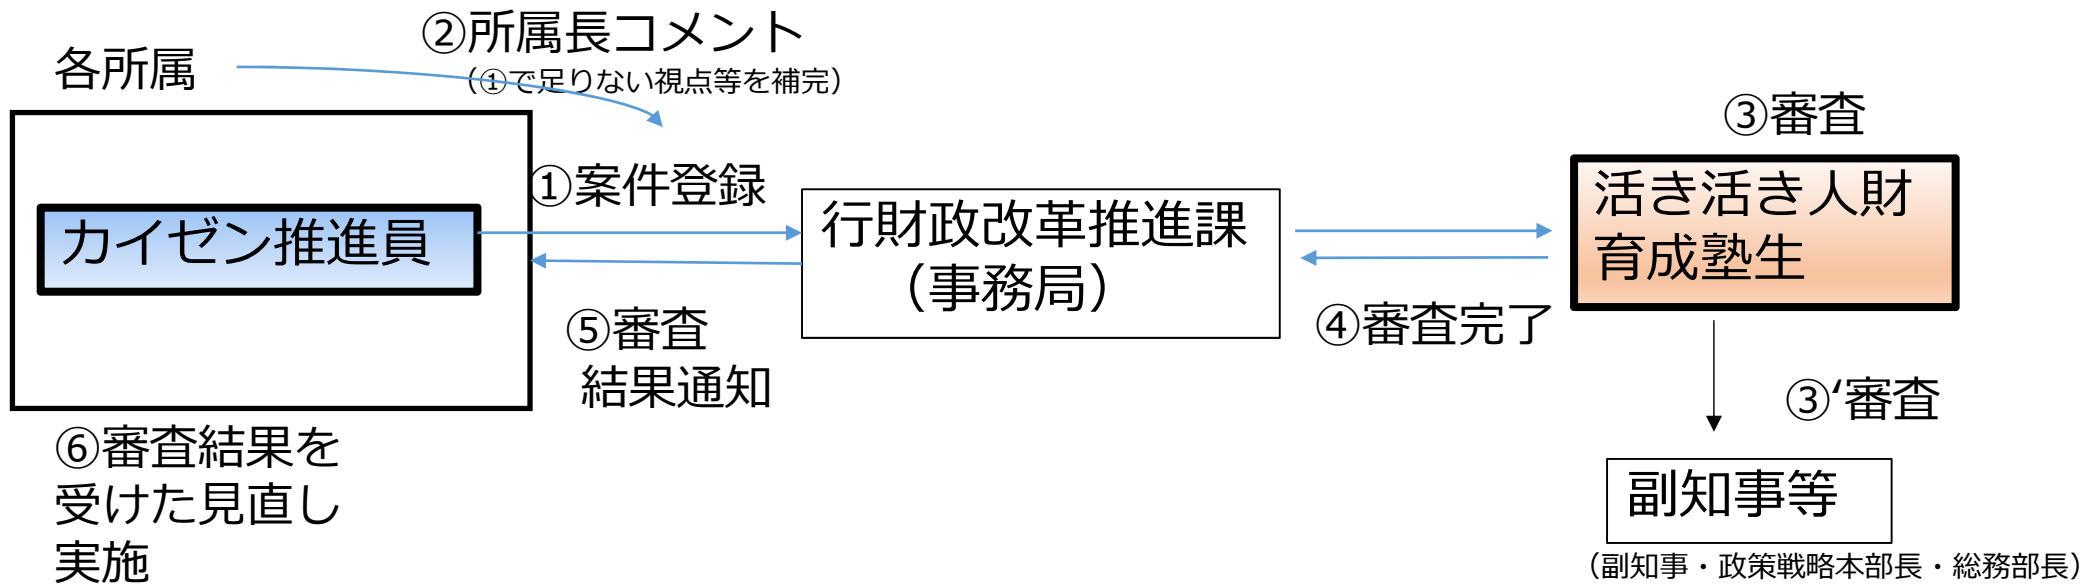 各所属
②所属長コメント
（①で足りない視点等を補完）
①案件登録
カイゼン推進員
行財政改革推進課
（事務局）
③審査
活き活き人財
育成塾生
④審査完了
⑤審査
結果通知
③‘審査
副知事等
（副知事・政策戦略本部長・総務部長）
⑥審査結果を
受けた見直し
実施